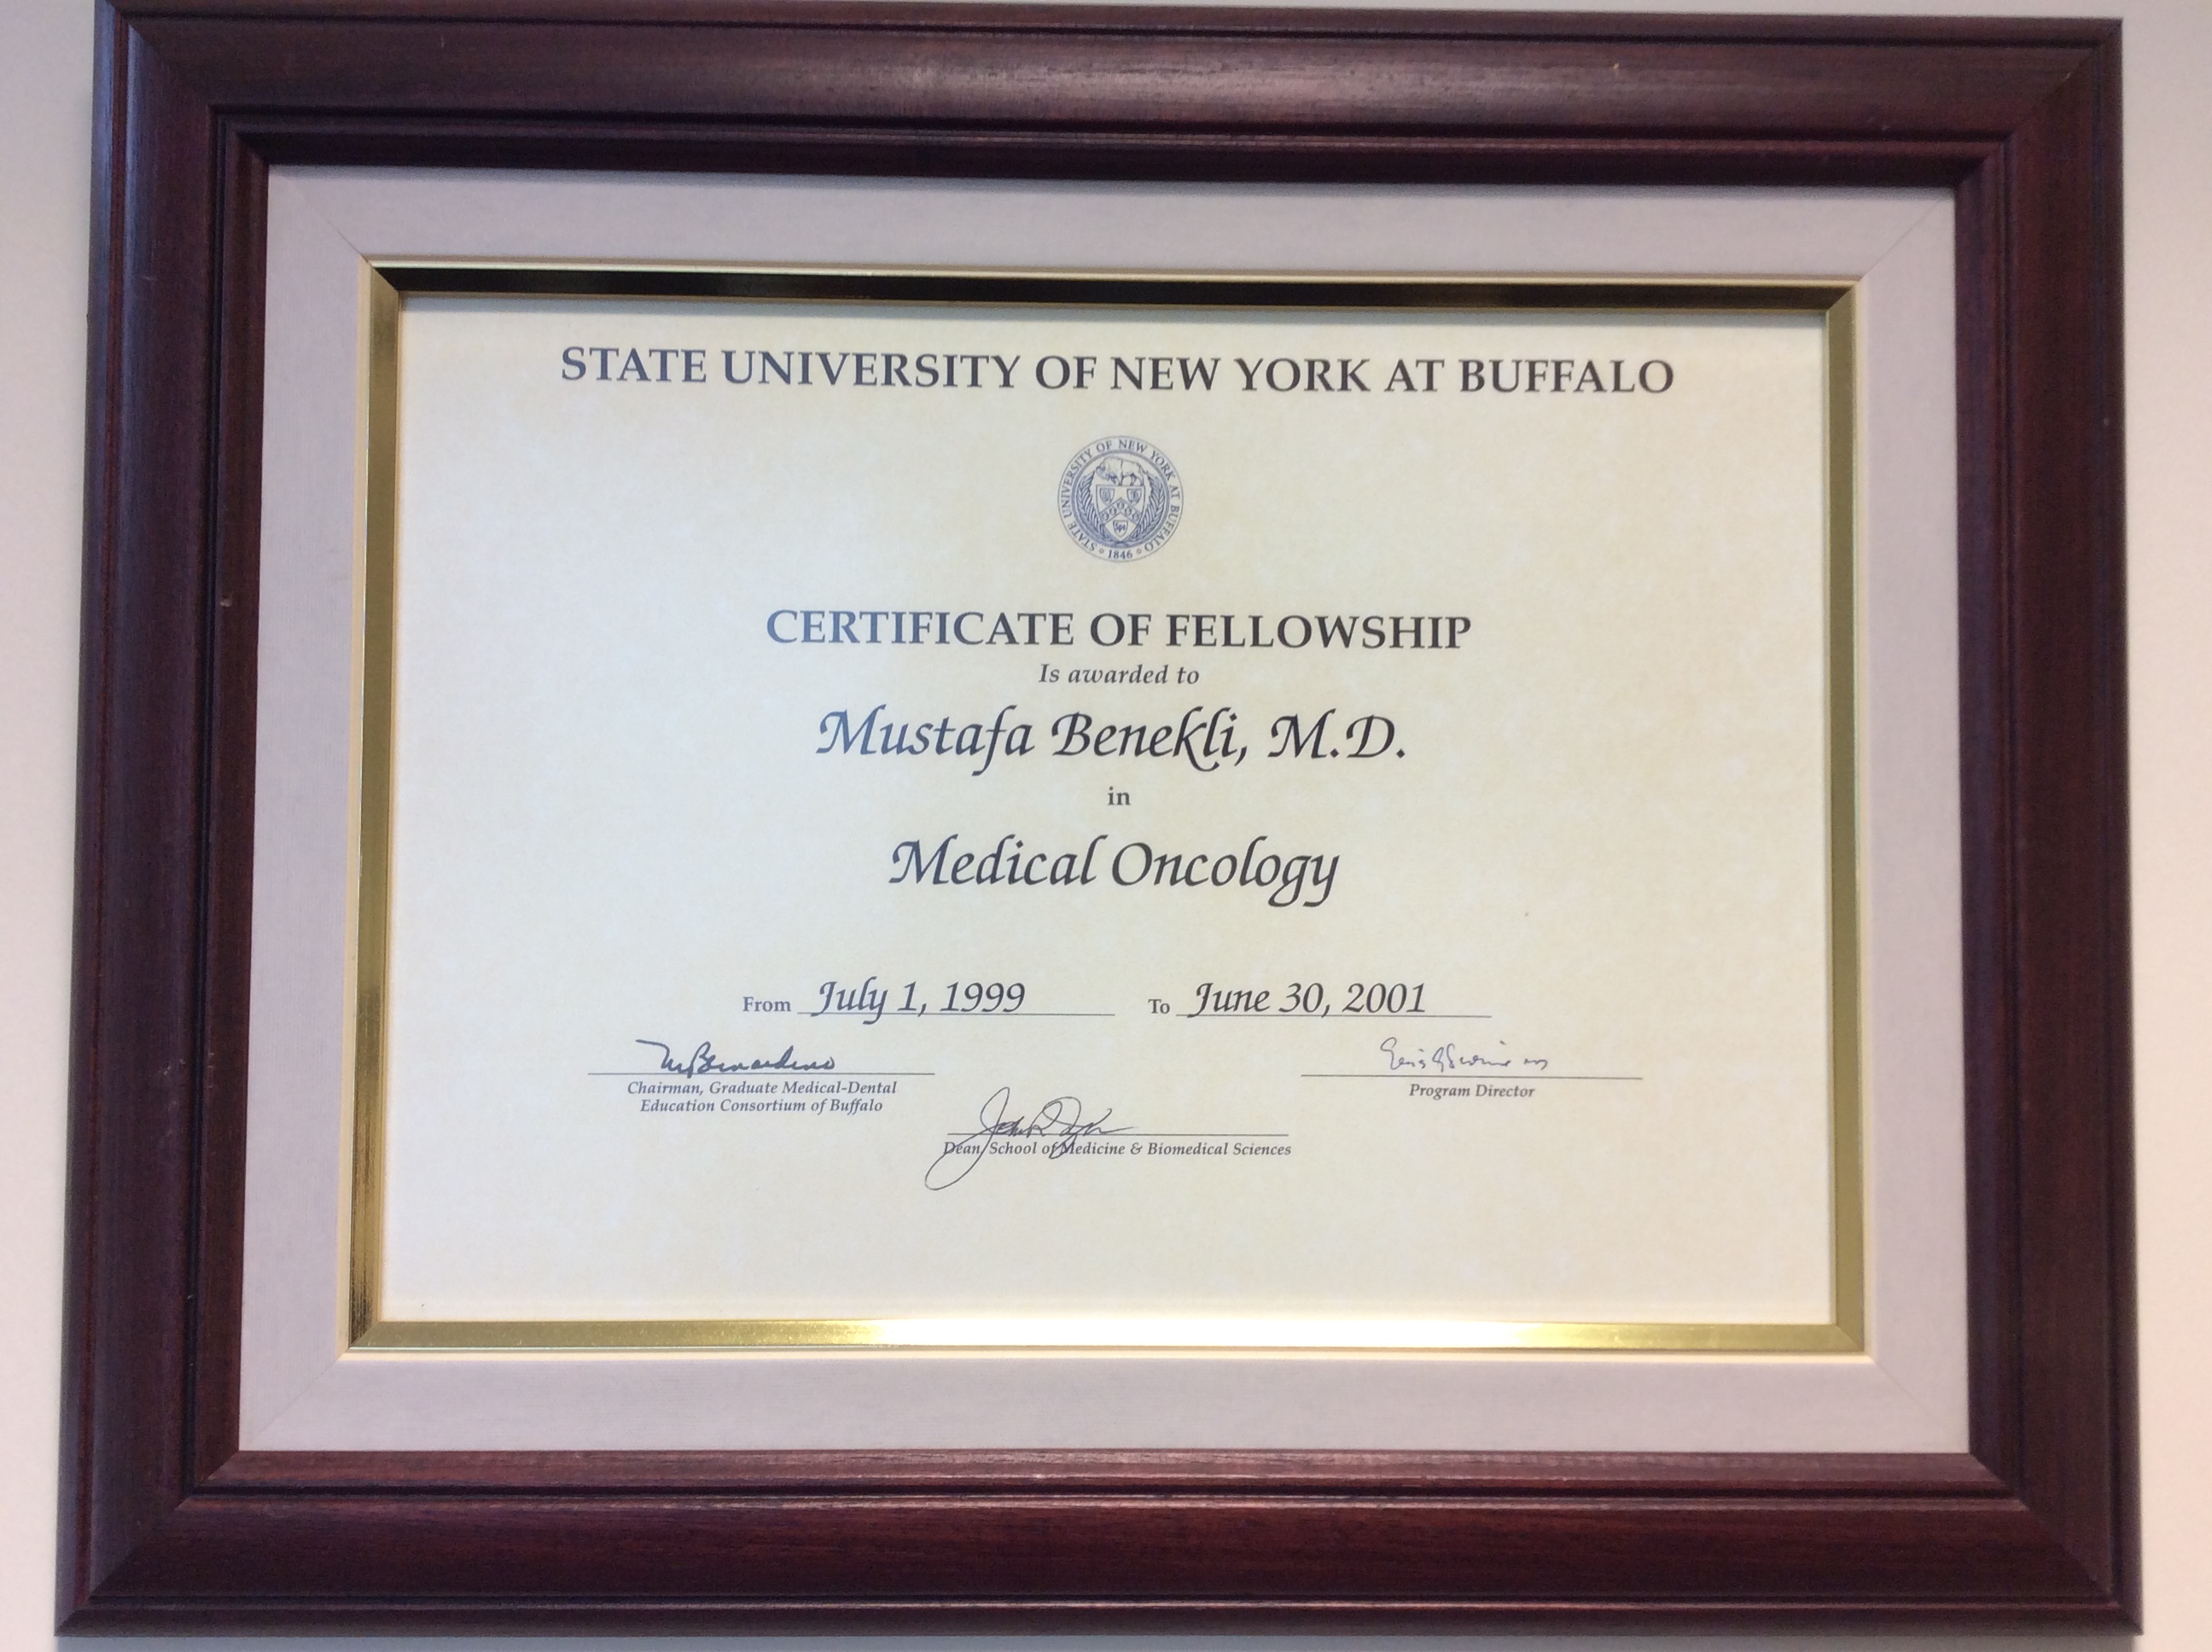 STATE UNIVERSITY OF NEW YORK AT BUFFALO
STATE UNIVERSITY OF NEW YORK AT BUFFALO
1846
CERTIFICATE OF FELLOWSHIP
Is awarded to
Mustafa Benekli, M.D.
in
Medical Oncology
From July 1, 1999 To June 30, 2001
Chairman, Graduate Medical-Dental
Education Consortium of Buffalo
Program Director
Dean, School of Medicine & Biomedical Sciences